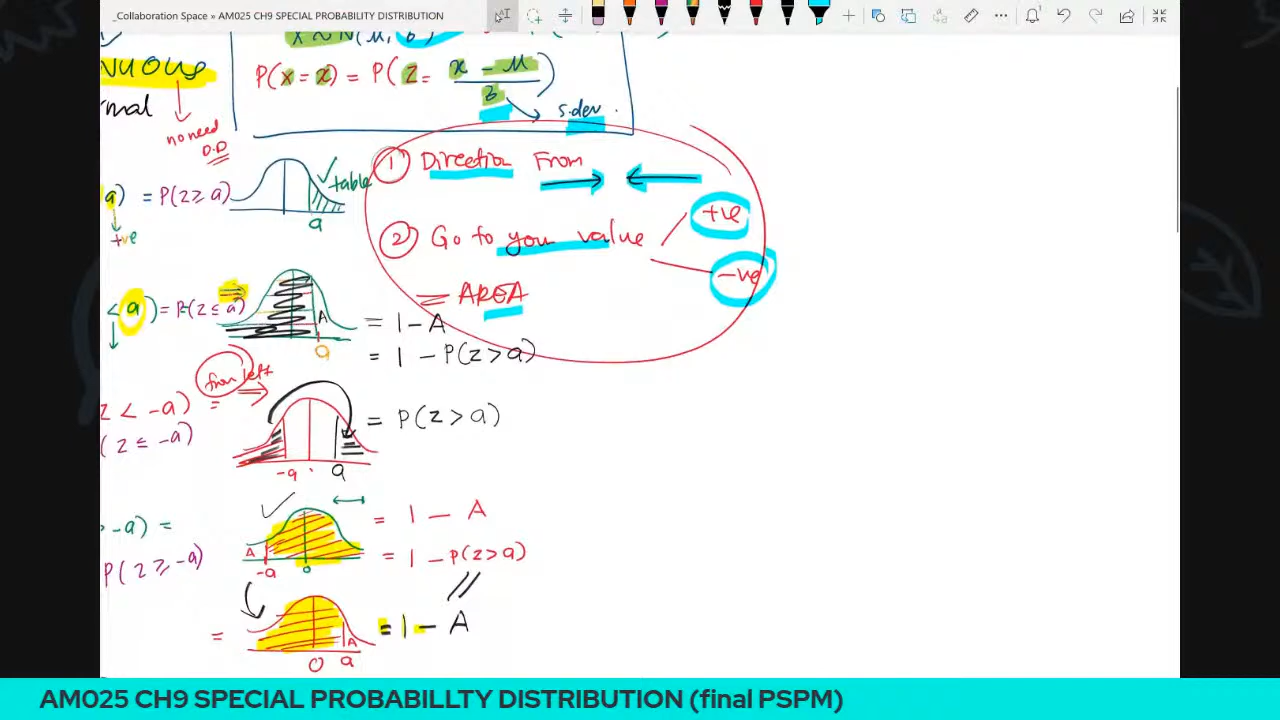 _Collaboration Space » AM025 CH9 SPECIAL PROBABILITY DISTRIBUTION
NUOUS
mal
no need
D.D
P(x = x) = P(Z = x - μ
s.dev.
① Direction From
② Go to you value
+ve
-ve
= AREA
a) = P(z ≥ a)
+ve
table
a
< a) = P(z ≤ a)
A
a
= 1 - A
= 1 - P(z > a)
from left
z < -a) =
(z ≤ -a)
-a
a
= P(z > a)
> -a) =
P(z ≥ -a)
A
-a
0
= 1 - A
= 1 - P(z > a)
=
A
0
a
= 1 - A
AM025 CH9 SPECIAL PROBABILLTY DISTRIBUTION (final PSPM)